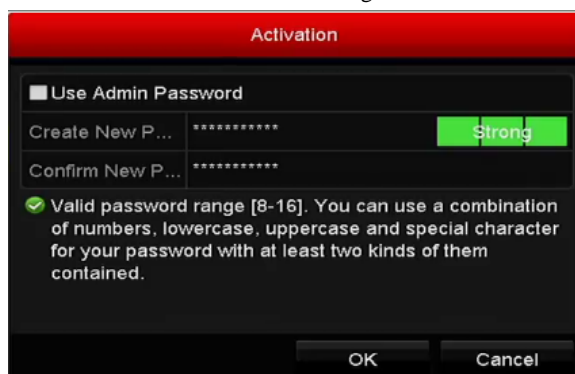 Activation
Use Admin Password
Create New P... *********** Strong
Confirm New P... ***********
Valid password range [8-16]. You can use a combination
of numbers, lowercase, uppercase and special character
for your password with at least two kinds of them
contained.
OK Cancel